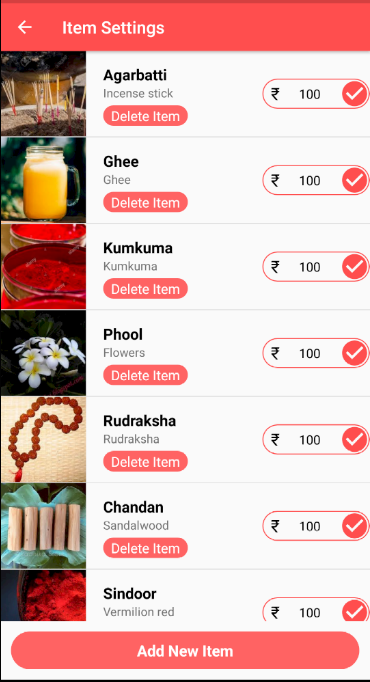 Item Settings
Agarbatti
Incense stick
Delete Item
₹ 100
Ghee
Ghee
Delete Item
₹ 100
Kumkuma
Kumkuma
Delete Item
₹ 100
Phool
Flowers
Delete Item
₹ 100
Rudraksha
Rudraksha
Delete Item
₹ 100
Chandan
Sandalwood
Delete Item
₹ 100
Sindoor
Vermilion red
₹ 100
Add New Item